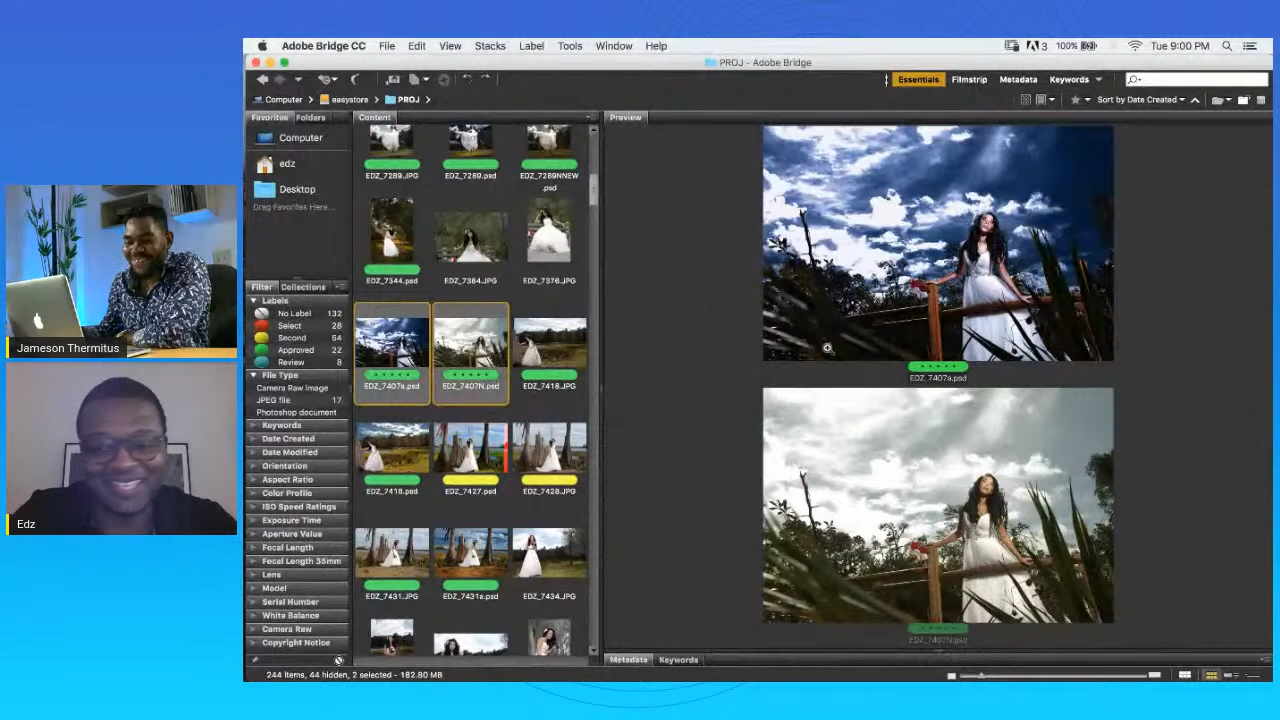 Adobe Bridge CC File Edit View Stacks Label Tools Window Help
3 100% Tue 9:00 PM
PROJ - Adobe Bridge
Essentials Filmstrip Metadata Keywords
Computer easystore PROJ
Sort by Date Created
Favorites Folders
Content
Preview
Computer
edz
Desktop
Drag Favorites Here...
EDZ_7289.JPG EDZ_7289.psd EDZ_7289NNEW
.psd
EDZ_7344.psd EDZ_7364.JPG EDZ_7376.JPG
Filter Collections
Labels
No Label 132
Select 28
Second 54
Approved 22
Review 8
File Type
Camera Raw image
JPEG file 17
Photoshop document
Keywords
Date Created
Date Modified
Orientation
Aspect Ratio
Color Profile
ISO Speed Ratings
Exposure Time
Aperture Value
Focal Length
Focal Length 35mm
Lens
Model
Serial Number
White Balance
Camera Raw
Copyright Notice
EDZ_7407a.psd EDZ_7407N.psd EDZ_7418.JPG
EDZ_7418.psd EDZ_7427.psd EDZ_7428.JPG
EDZ_7431.JPG EDZ_7431a.psd EDZ_7434.JPG
EDZ_7407a.psd
EDZ_7407N.psd
Metadata Keywords
244 items, 44 hidden, 2 selected - 182.80 MB
Jameson Thermitus
Edz